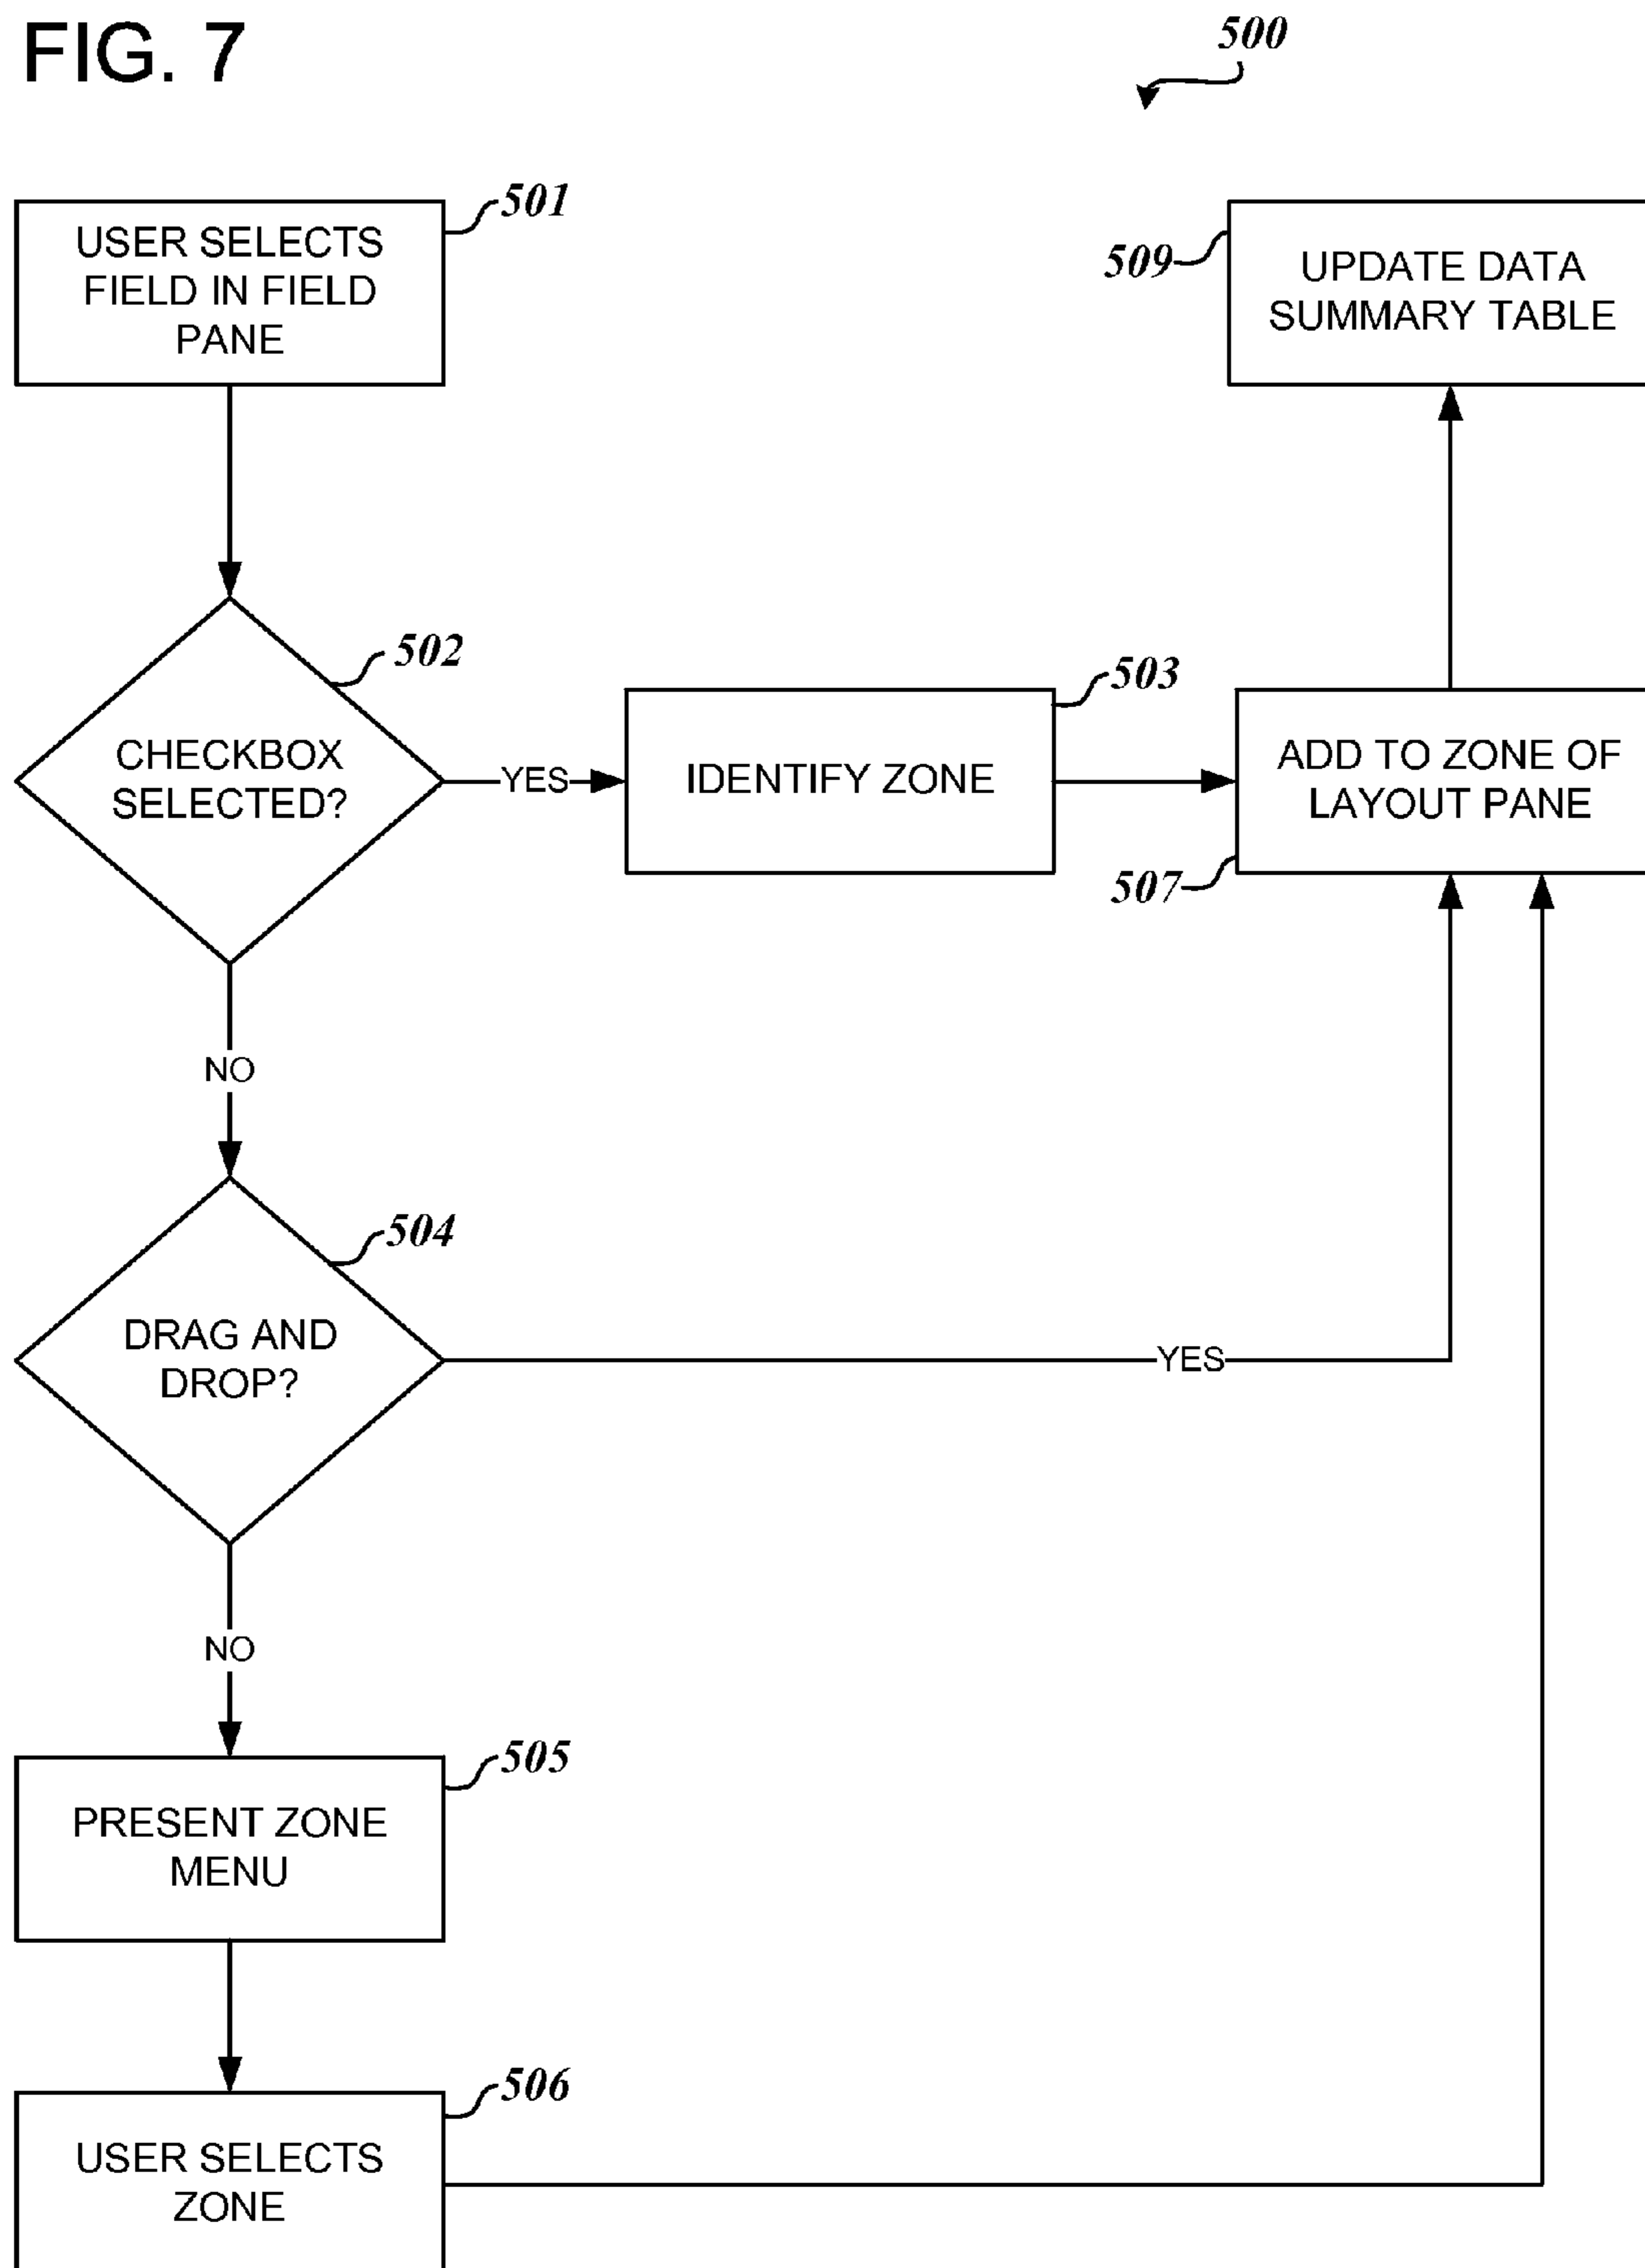 FIG. 7
500
501
USER SELECTS
FIELD IN FIELD
PANE
509
UPDATE DATA
SUMMARY TABLE
502
CHECKBOX
SELECTED?
YES
503
IDENTIFY ZONE
ADD TO ZONE OF
LAYOUT PANE
507
NO
504
DRAG AND
DROP?
YES
NO
505
PRESENT ZONE
MENU
506
USER SELECTS
ZONE